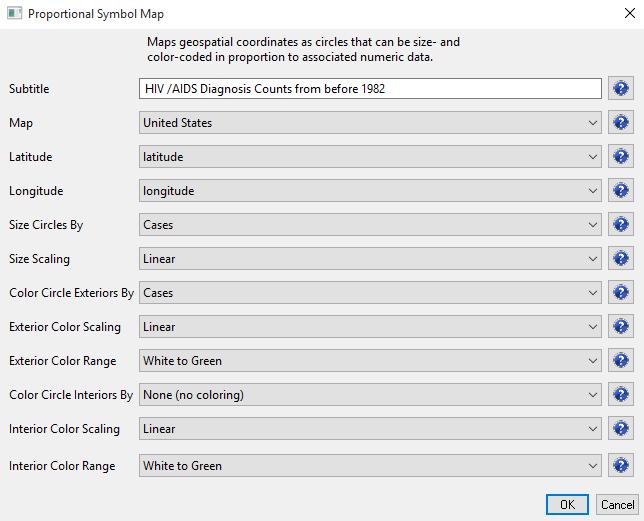 Proportional Symbol Map
Maps geospatial coordinates as circles that can be size- and
color-coded in proportion to associated numeric data.
Subtitle HIV /AIDS Diagnosis Counts from before 1982
Map United States
Latitude latitude
Longitude longitude
Size Circles By Cases
Size Scaling Linear
Color Circle Exteriors By Cases
Exterior Color Scaling Linear
Exterior Color Range White to Green
Color Circle Interiors By None (no coloring)
Interior Color Scaling Linear
Interior Color Range White to Green
OK Cancel